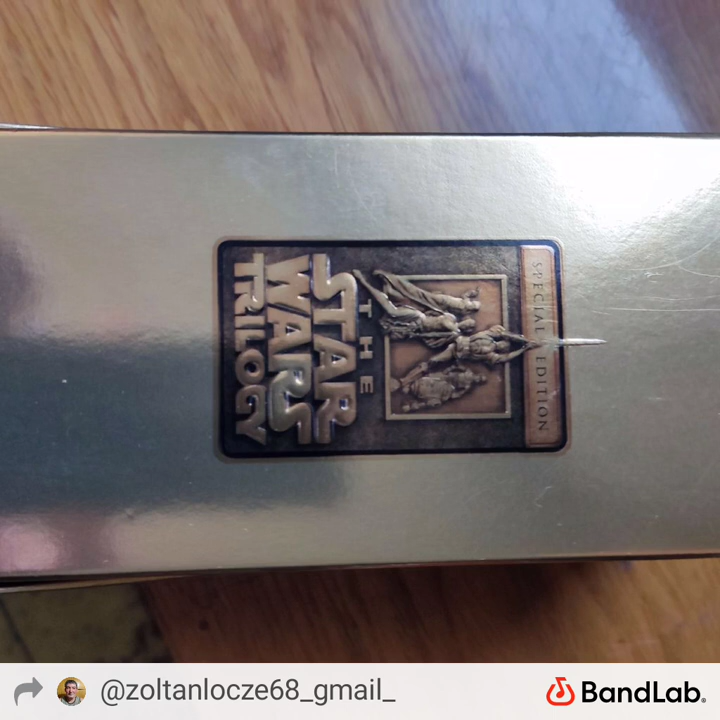 SPECIAL EDITION
THE
STAR
WARS
TRILOGY
@zoltanlocze68_gmail_
BandLab®